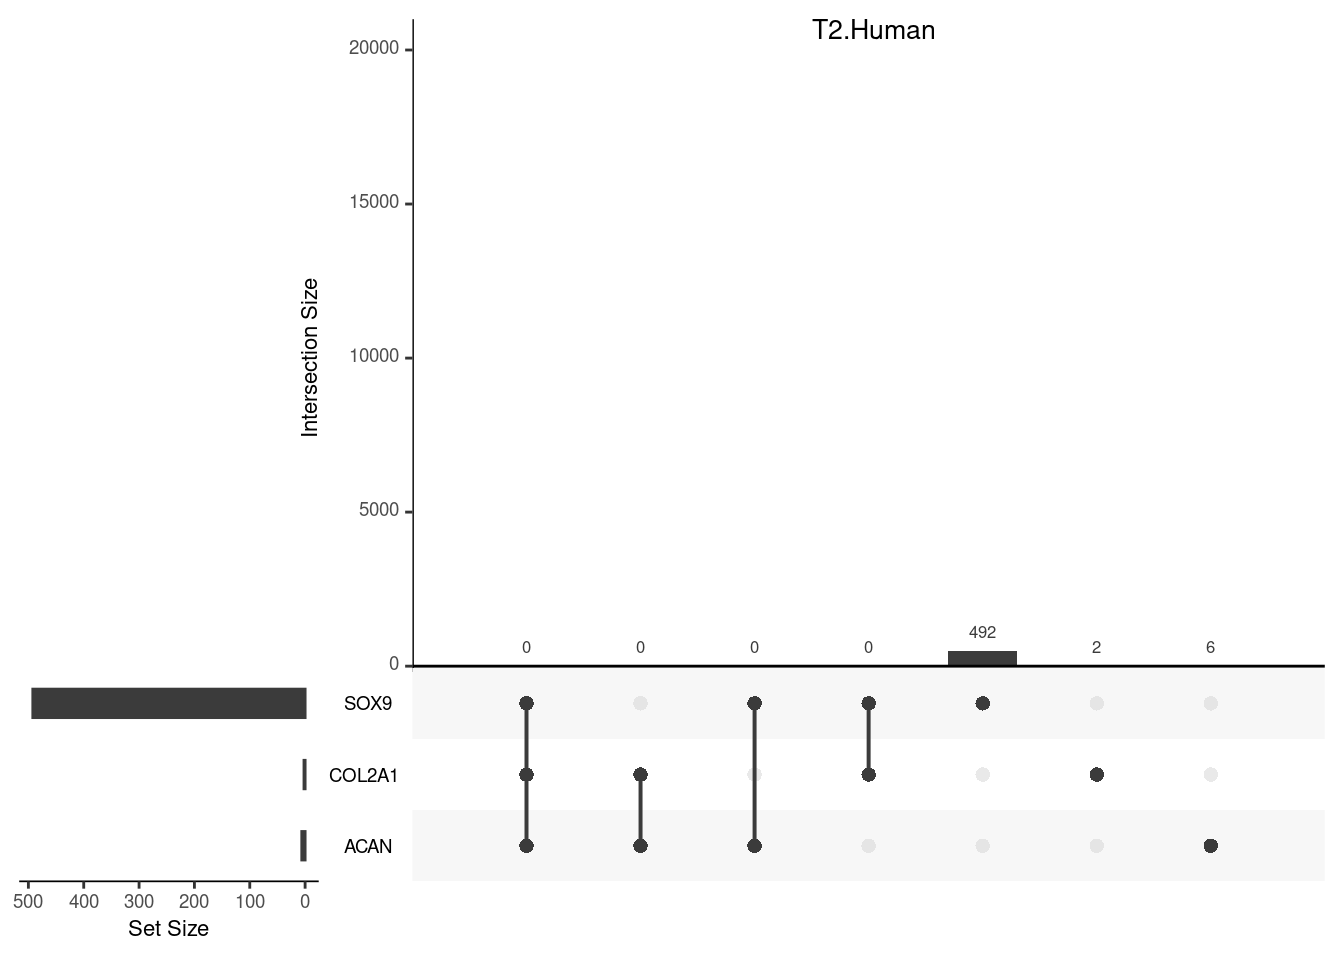 T2.Human
20000
15000
10000
5000
0
Intersection Size
0 0 0 0 492 2 6
SOX9
COL2A1
ACAN
500 400 300 200 100 0
Set Size